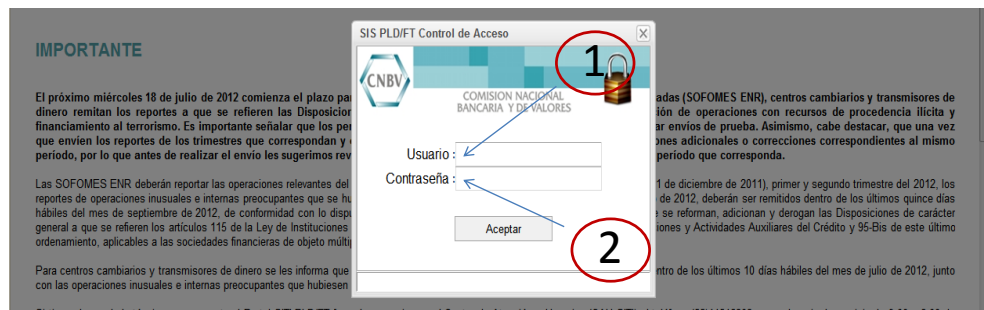 IMPORTANTE
El próximo miércoles 18 de julio de 2012 comienza el plazo par
adas (SOFOMES ENR), centros cambiarios y transmisores de
dinero remitan los reportes a que se refieren las Disposicion
ión de operaciones con recursos de procedencia ilícita y
financiamiento al terrorismo. Es importante señalar que los per
ar envíos de prueba. Asimismo, cabe destacar, que una vez
que envíen los reportes de los trimestres que correspondan y
ones adicionales o correcciones correspondientes al mismo
período, por lo que antes de realizar el envío les sugerimos rev
período que corresponda.
Las SOFOMES ENR deberán reportar las operaciones relevantes del
1 de diciembre de 2011), primer y segundo trimestre del 2012, los
reportes de operaciones inusuales e internas preocupantes que se hu
de 2012, deberán ser remitidos dentro de los últimos quince días
hábiles del mes de septiembre de 2012, de conformidad con lo dispu
e se reforman, adicionan y derogan las Disposiciones de carácter
general a que se refieren los artículos 115 de la Ley de Instituciones
iones y Actividades Auxiliares del Crédito y 95-Bis de este último
ordenamiento, aplicables a las sociedades financieras de objeto múltip
Para centros cambiarios y transmisores de dinero se les informa que
ntro de los últimos 10 días hábiles del mes de julio de 2012, junto
con las operaciones inusuales e internas preocupantes que hubiesen
SIS PLD/FT Control de Acceso
X
CNBV
COMISION NACIONAL
BANCARIA Y DE VALORES
1
Usuario :
Contraseña :
Aceptar
2